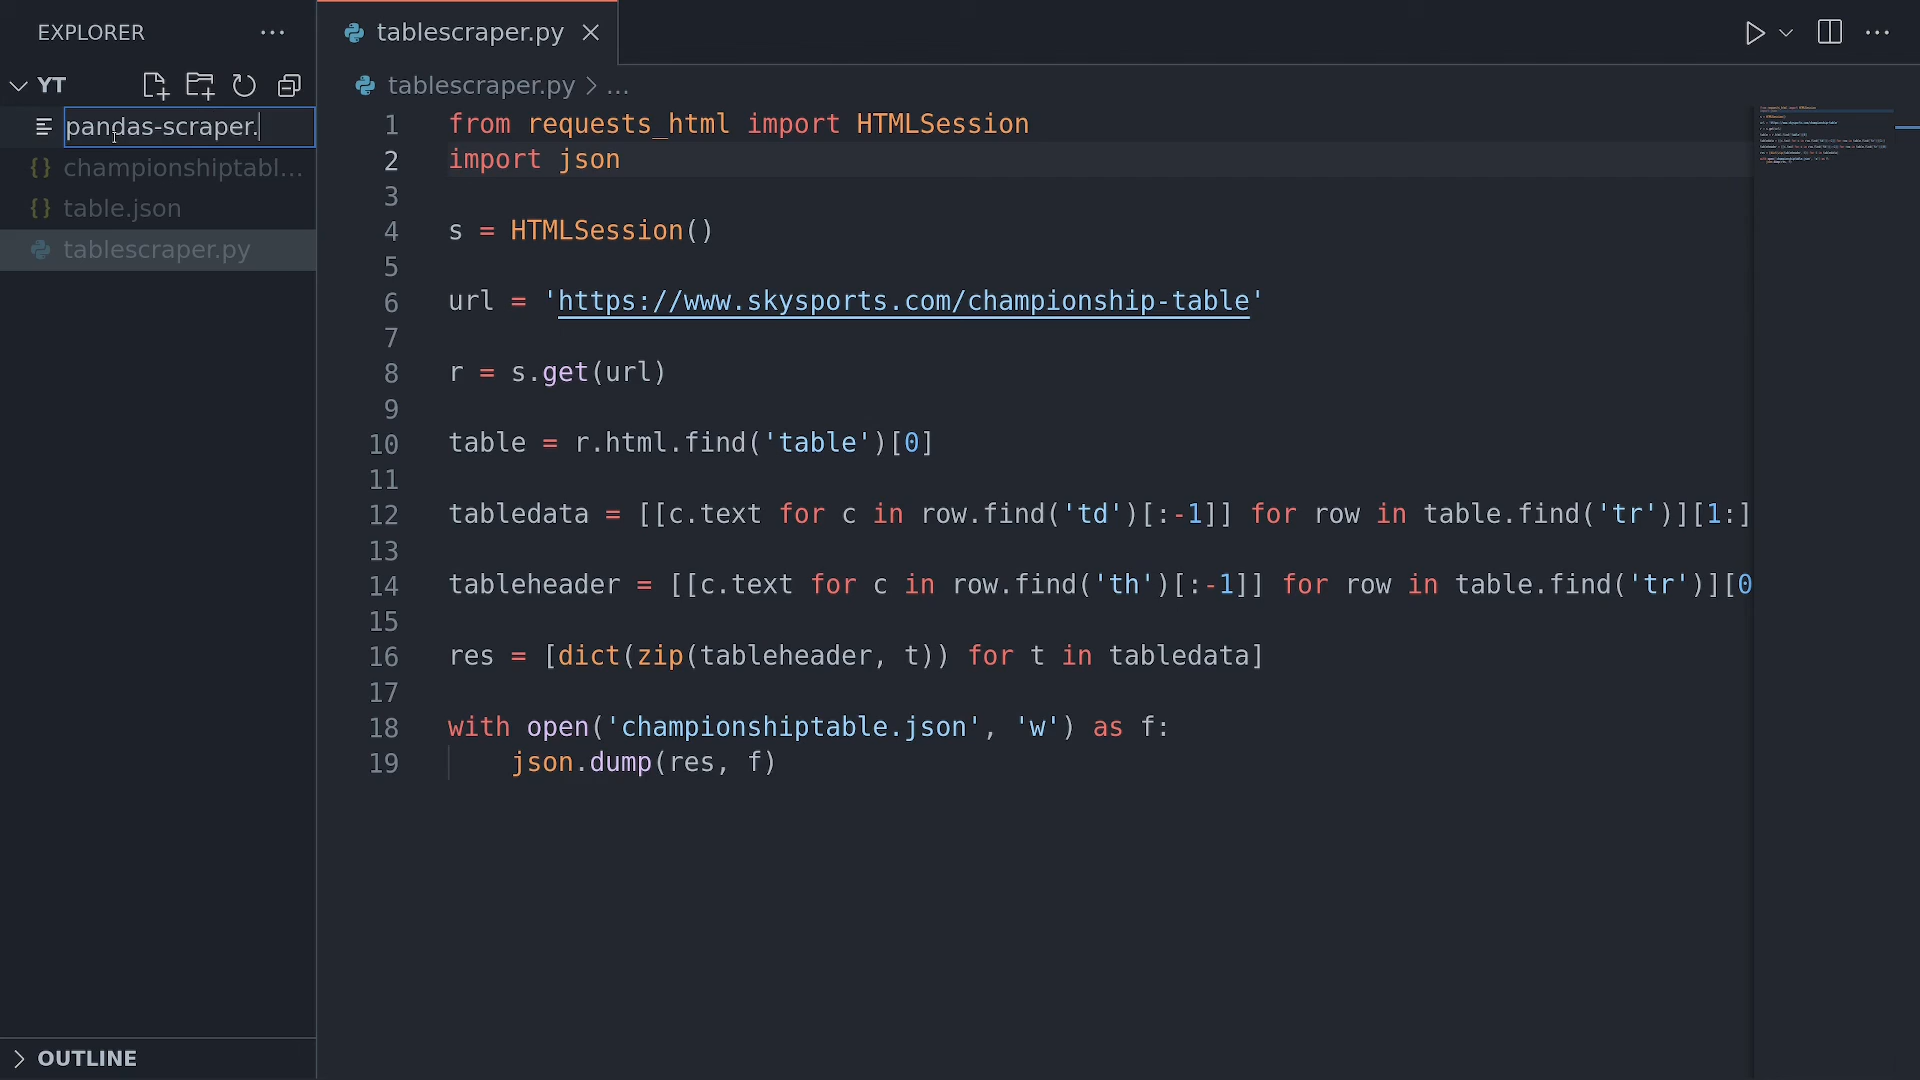 EXPLORER
tablescraper.py
YT
tablescraper.py > ...
pandas-scraper.
championshiptabl...
table.json
tablescraper.py
1 from requests_html import HTMLSession
2 import json
3
4 s = HTMLSession()
5
6 url = 'https://www.skysports.com/championship-table'
7
8 r = s.get(url)
9
10 table = r.html.find('table')[0]
11
12 tabledata = [[c.text for c in row.find('td')[:-1]] for row in table.find('tr')][1:]
13
14 tableheader = [[c.text for c in row.find('th')[:-1]] for row in table.find('tr')][0
15
16 res = [dict(zip(tableheader, t)) for t in tabledata]
17
18 with open('championshiptable.json', 'w') as f:
19 json.dump(res, f)
OUTLINE